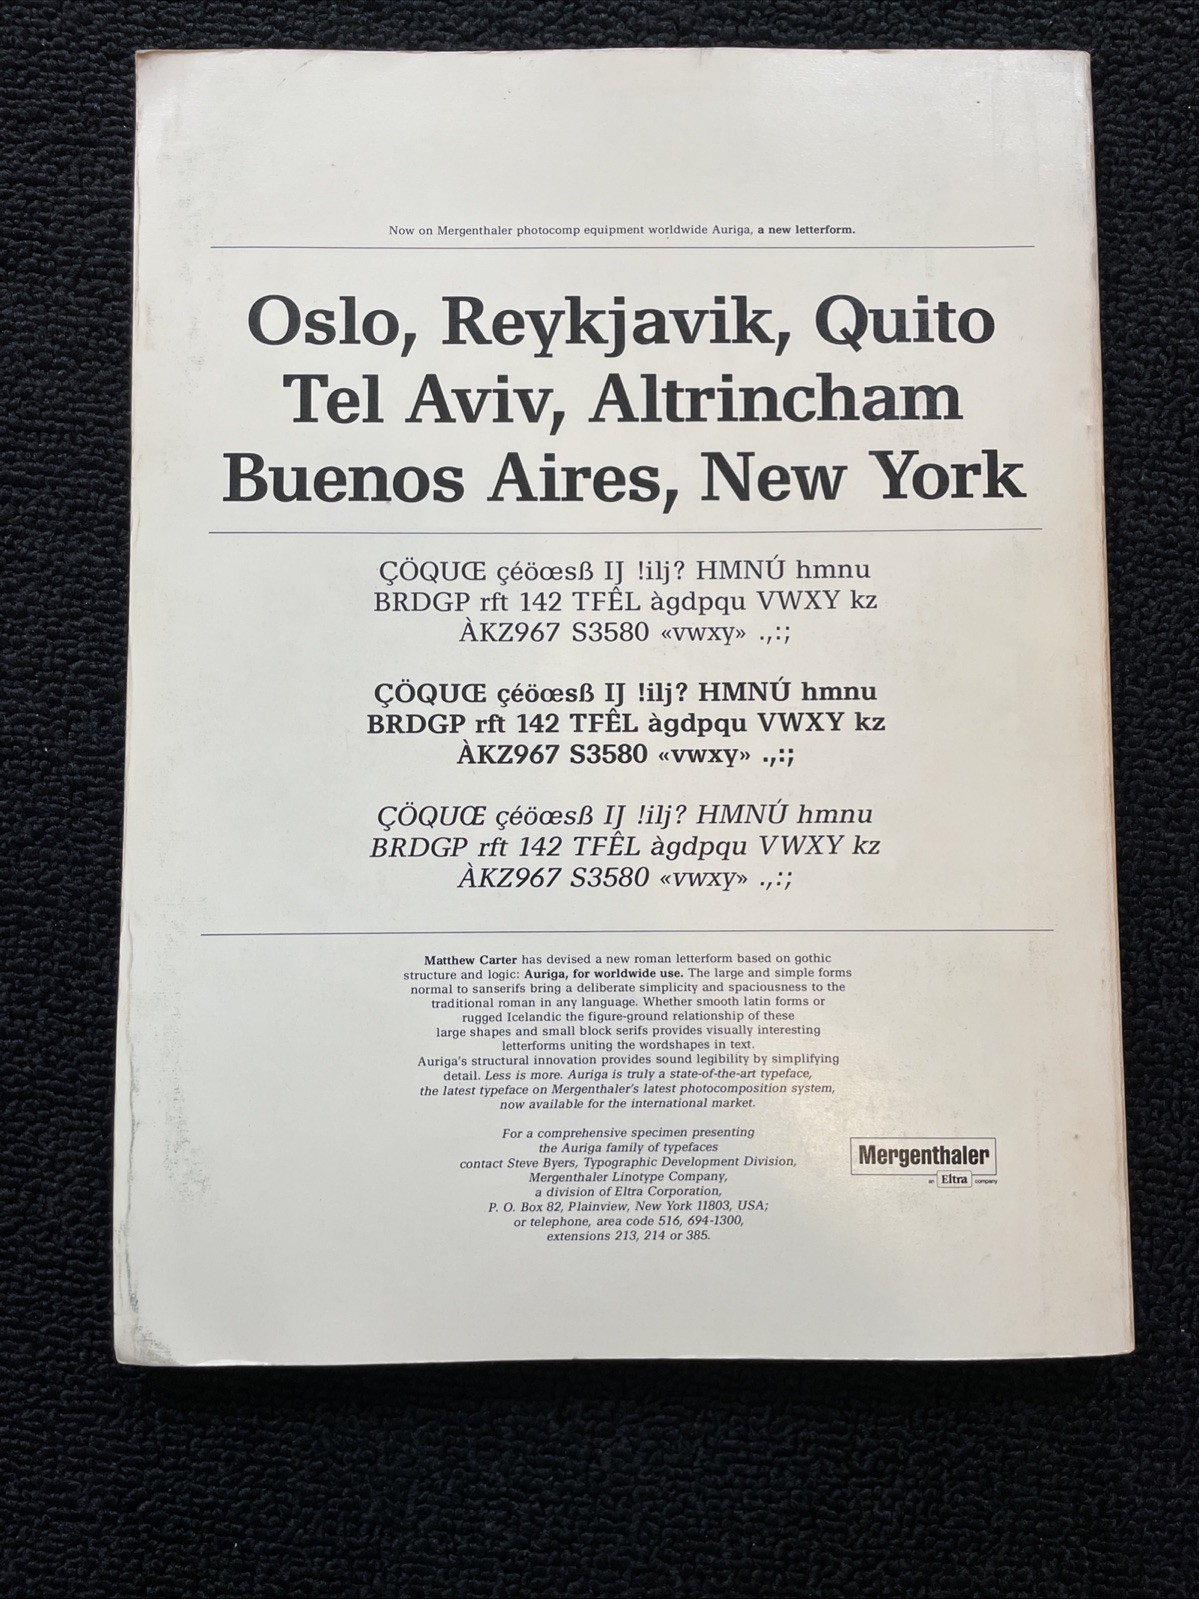 Now on Mergenthaler photocomp equipment worldwide Auriga, a new letterform.
Oslo, Reykjavik, Quito
Tel Aviv, Altrincham
Buenos Aires, New York
ÇÖQUŒ çéöœsß IJ !ilj? HMNÚ hmnu
BRDGP rft 142 TFÊL àgdpqu VWXY kz
ÀKZ967 S3580 «vwxy» .,:;
ÇÖQUŒ çéöœsß IJ !ilj? HMNÚ hmnu
BRDGP rft 142 TFÊL àgdpqu VWXY kz
ÀKZ967 S3580 «vwxy» .,:;
ÇÖQUŒ çéöœsß IJ !ilj? HMNÚ hmnu
BRDGP rft 142 TFÊL àgdpqu VWXY kz
ÀKZ967 S3580 «vwxy» .,:;
Matthew Carter has devised a new roman letterform based on gothic
structure and logic: Auriga, for worldwide use. The large and simple forms
normal to sanserifs bring a deliberate simplicity and spaciousness to the
traditional roman in any language. Whether smooth latin forms or
rugged Icelandic the figure-ground relationship of these
large shapes and small block serifs provides visually interesting
letterforms uniting the wordshapes in text.
Auriga's structural innovation provides sound legibility by simplifying
detail. Less is more. Auriga is truly a state-of-the-art typeface,
the latest typeface on Mergenthaler's latest photocomposition system,
now available for the international market.
For a comprehensive specimen presenting
the Auriga family of typefaces
contact Steve Byers, Typographic Development Division,
Mergenthaler Linotype Company,
a division of Eltra Corporation,
P. O. Box 82, Plainview, New York 11803, USA;
or telephone, area code 516, 694-1300,
extensions 213, 214 or 385.
Mergenthaler
an Eltra company